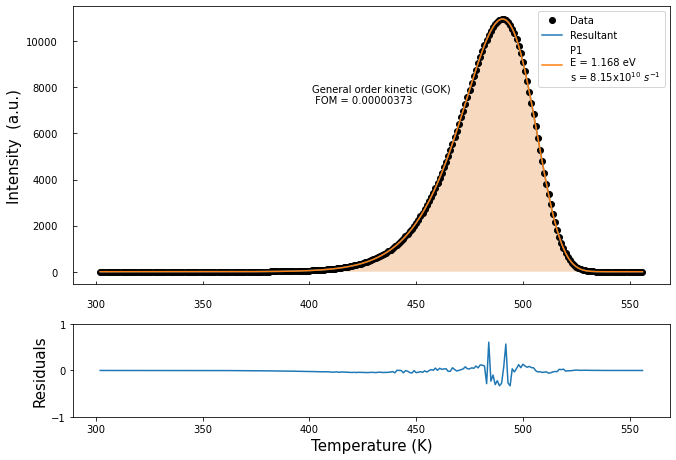 10000
8000
6000
4000
2000
0
Intensity  (a.u.)
Data
Resultant
P1
E = 1.168 eV
s = 8.15x10¹⁰ s⁻¹
General order kinetic (GOK)
FOM = 0.00000373
300 350 400 450 500 550
1
0
−1
Residuals
300 350 400 450 500 550
Temperature (K)